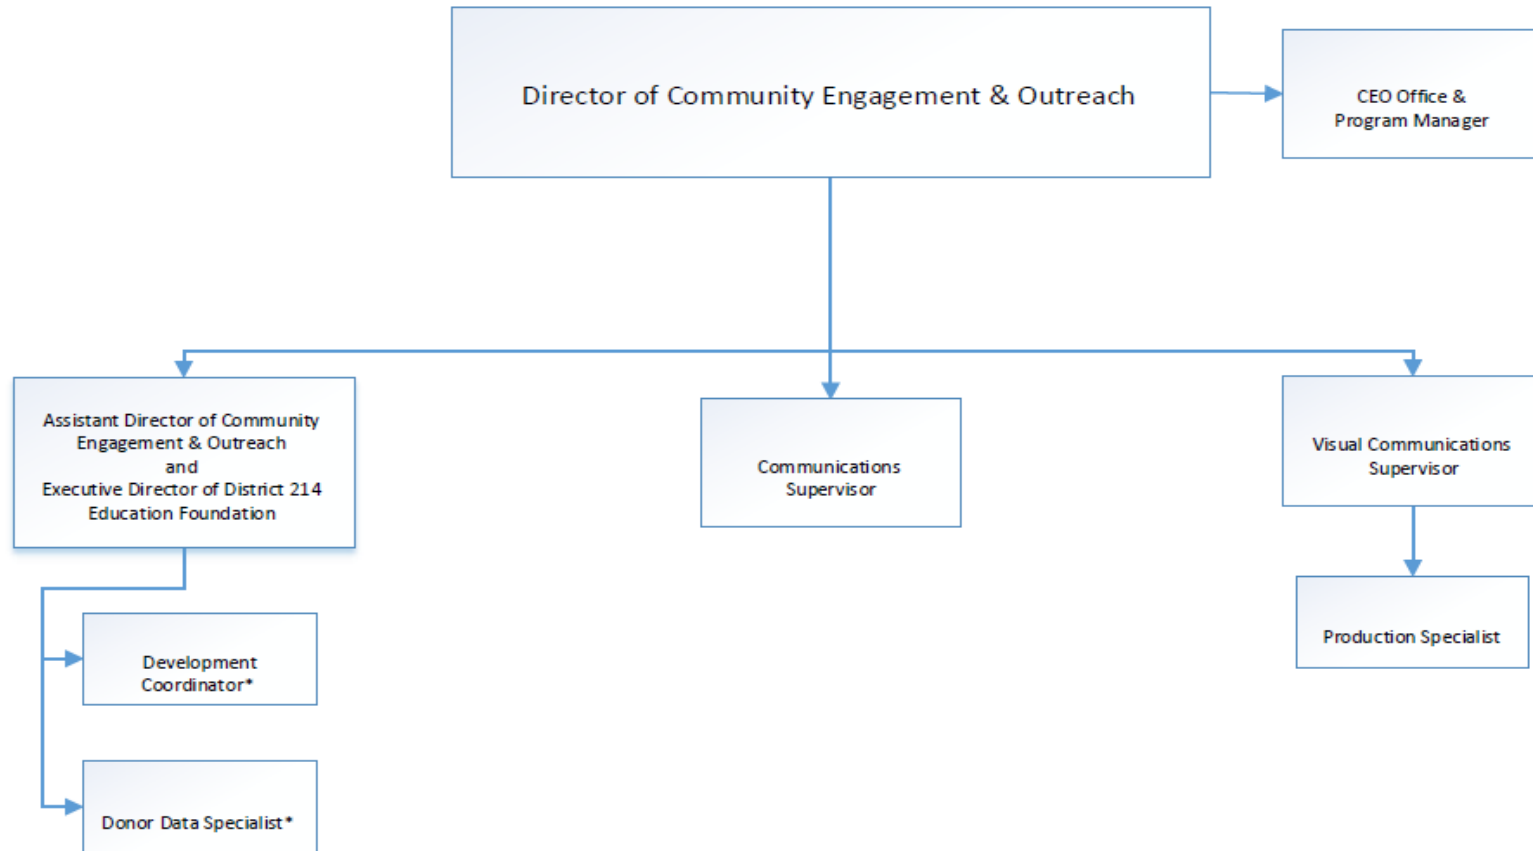 Director of Community Engagement & Outreach
CEO Office &
Program Manager
Assistant Director of Community
Engagement & Outreach
and
Executive Director of District 214
Education Foundation
Communications
Supervisor
Visual Communications
Supervisor
Production Specialist
Development
Coordinator*
Donor Data Specialist*